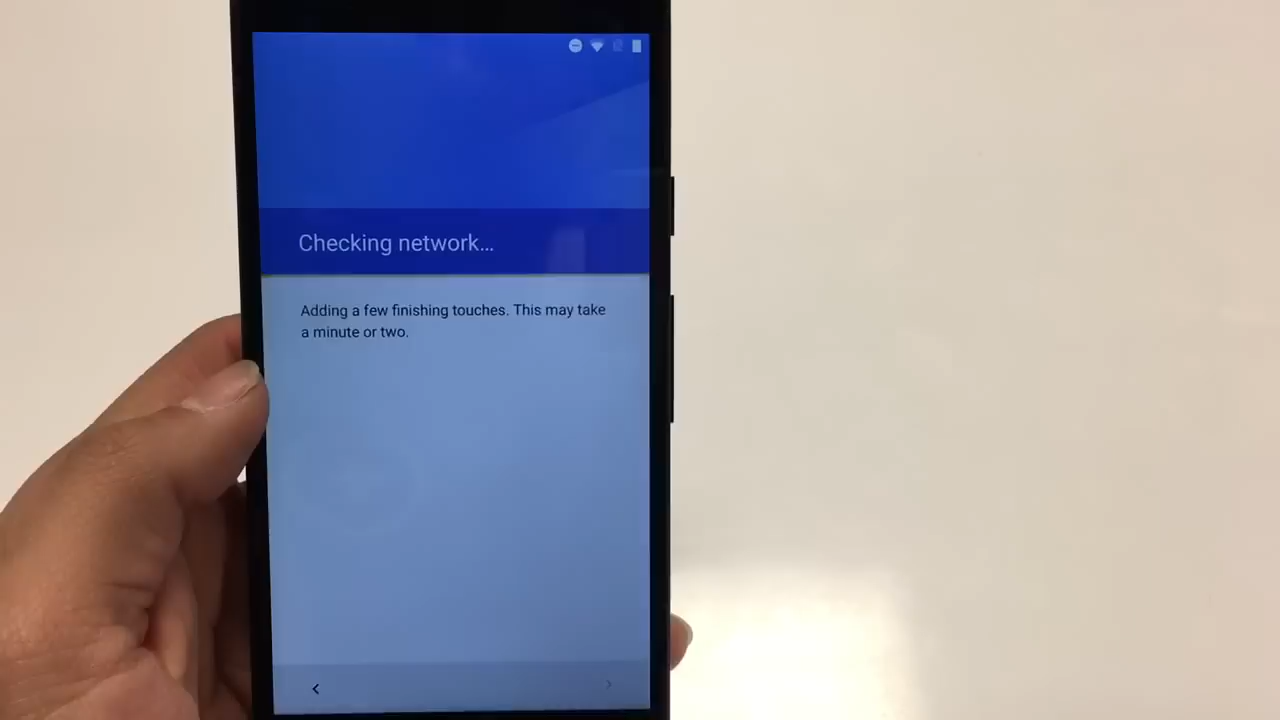 Checking network...
Adding a few finishing touches. This may take
a minute or two.